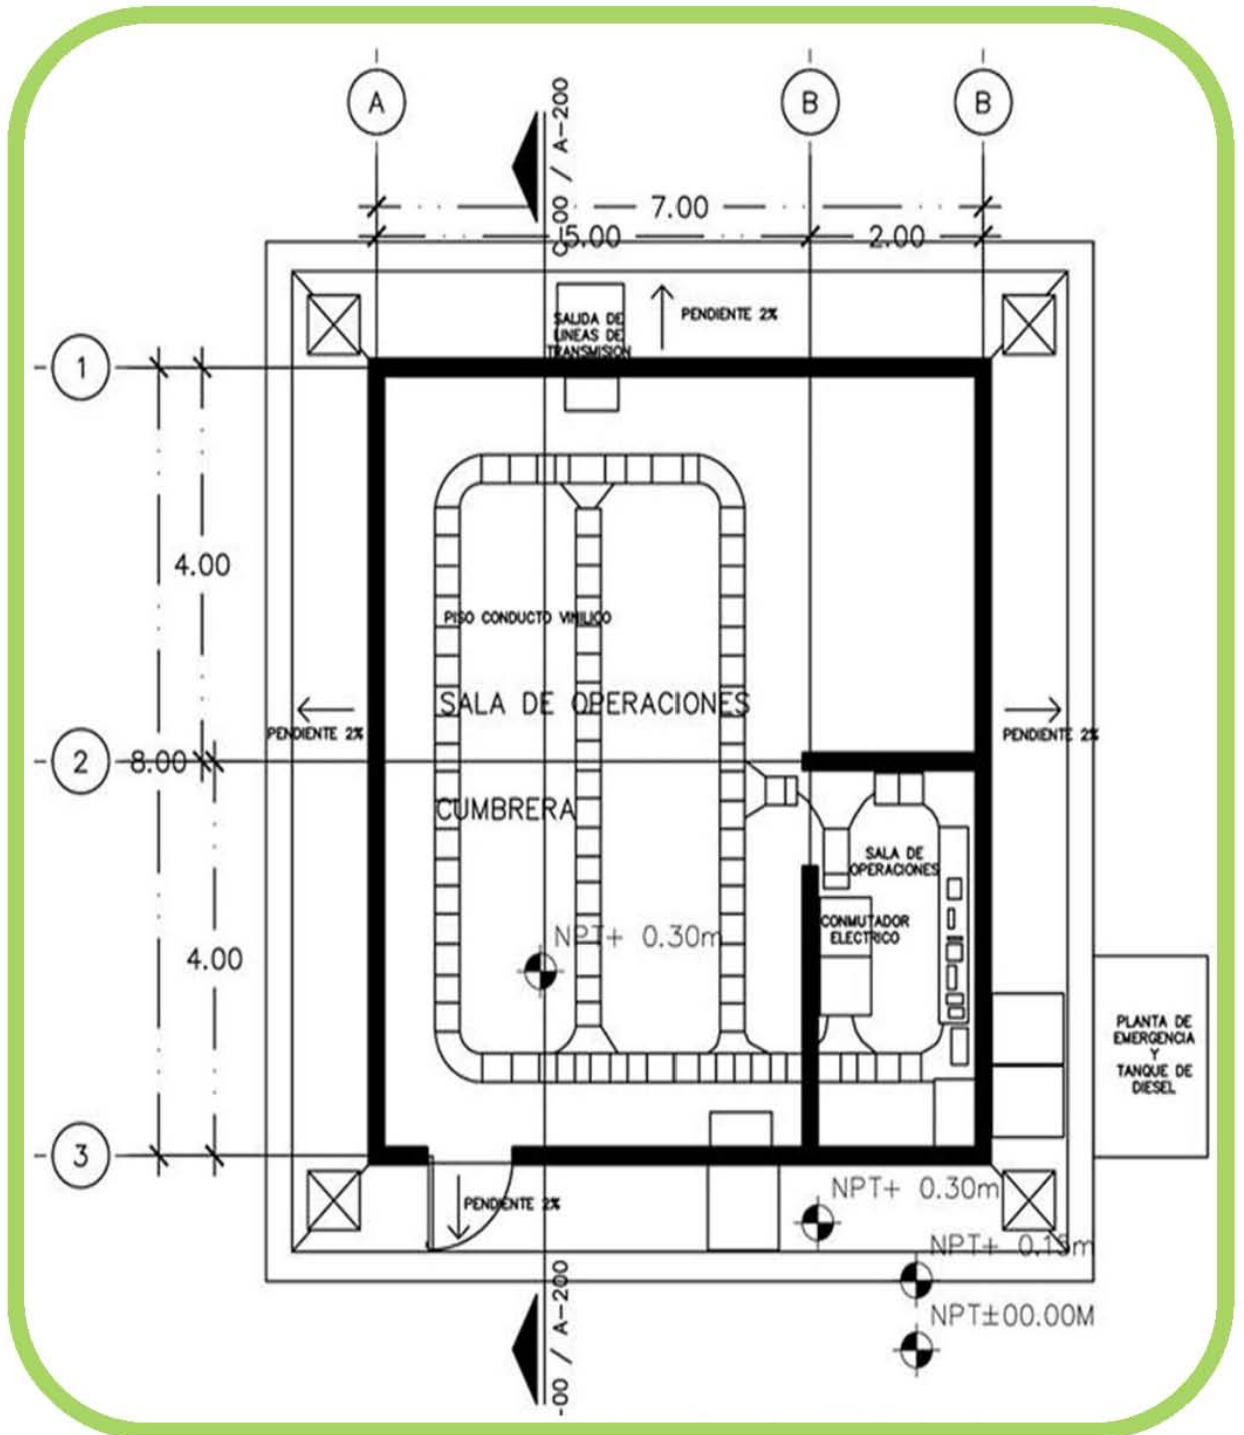 A
B
B
C-00 / A-200
7.00
5.00
2.00
SALIDA DE
LINEAS DE
TRANSMISION
PENDIENTE 2%
1
4.00
PISO CONDUCTO VIMILICO
SALA DE OPERACIONES
PENDIENTE 2%
PENDIENTE 2%
2
8.00
CUMBRERA
SALA DE
OPERACIONES
CONMUTADOR
ELECTRICO
NPT+ 0.30m
4.00
PLANTA DE
EMERGENCIA
Y
TANQUE DE
DIESEL
3
PENDIENTE 2%
NPT+ 0.30m
NPT+ 0.15m
NPT±00.00M
-00 / A-200